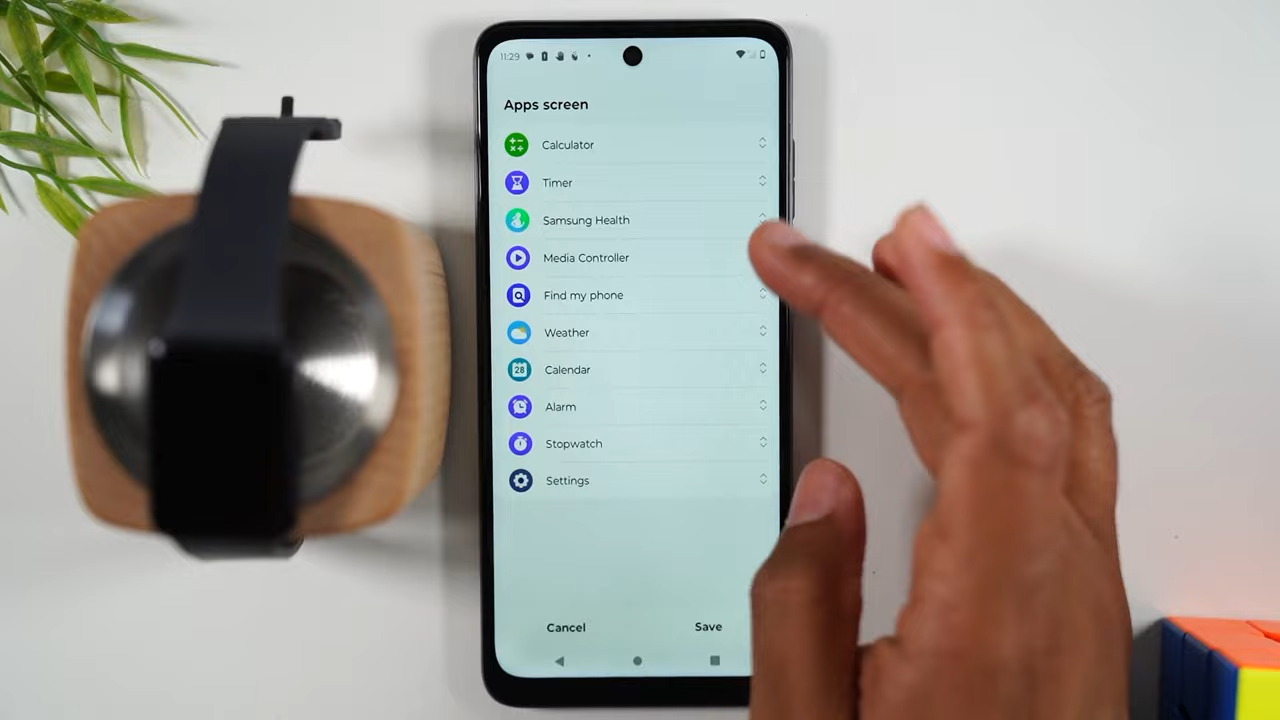 11:29
Apps screen
Calculator
Timer
Samsung Health
Media Controller
Find my phone
Weather
28
Calendar
Alarm
Stopwatch
Settings
Cancel
Save